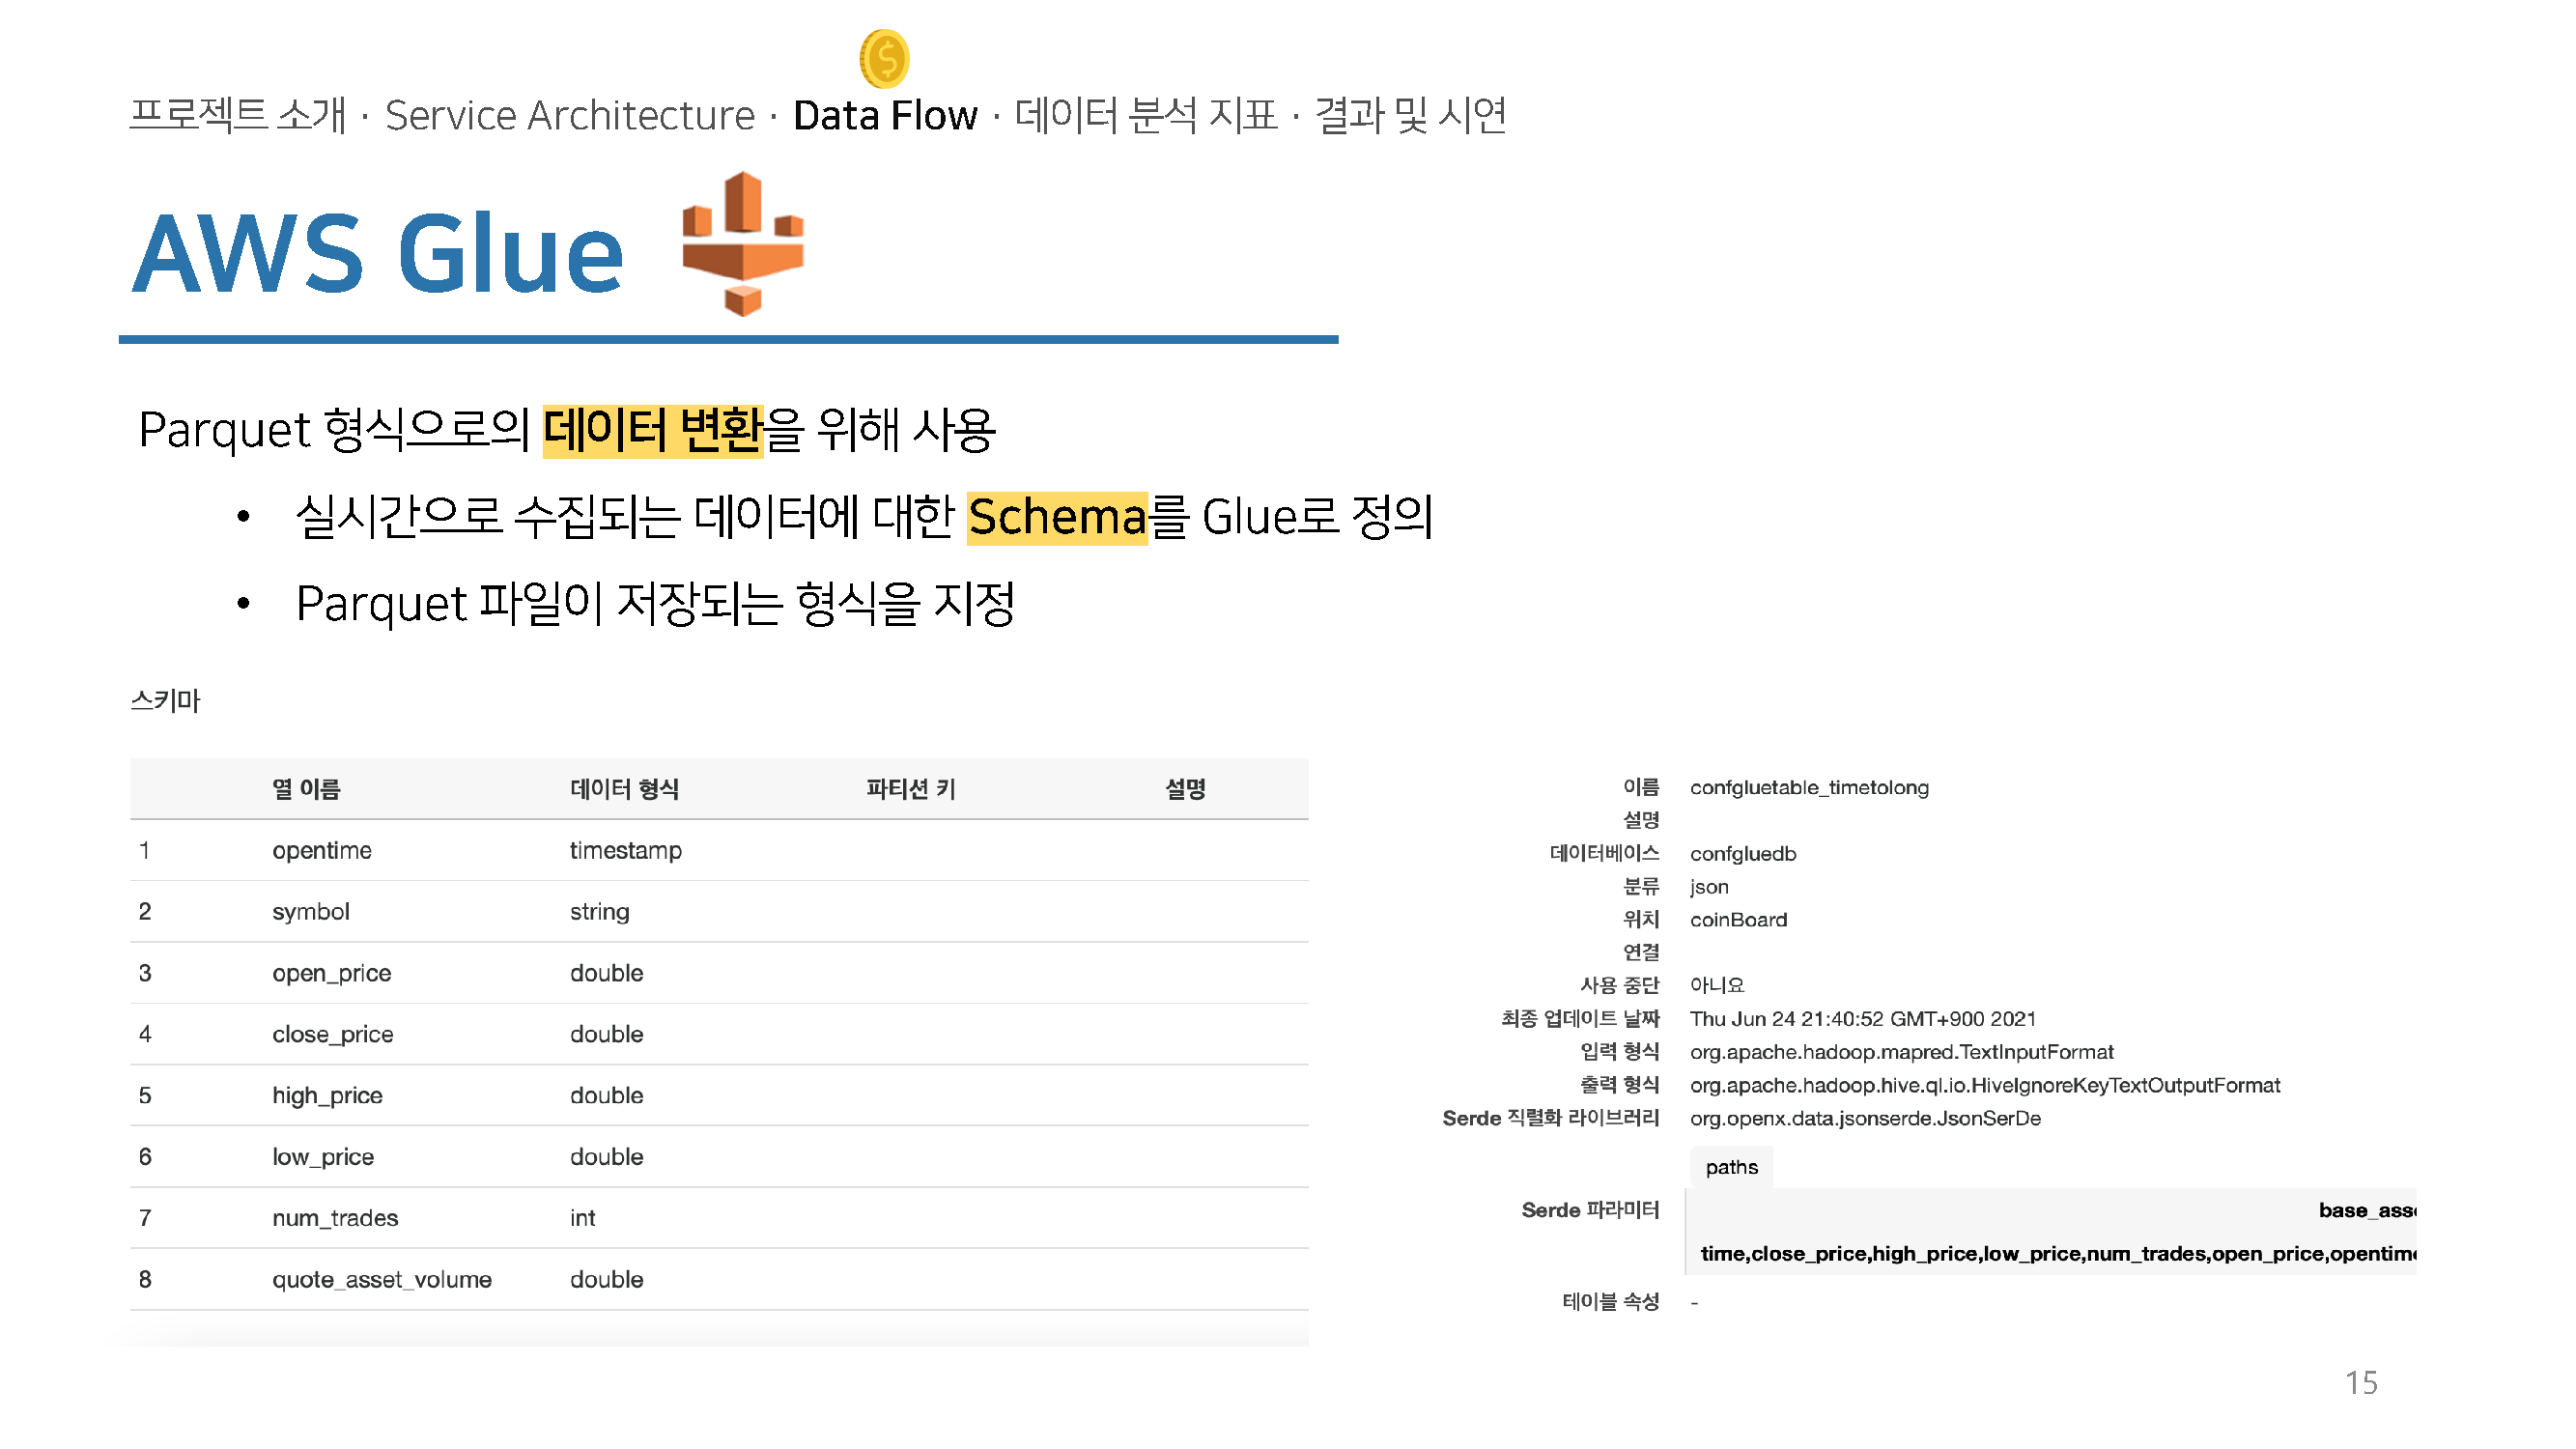 프로젝트 소개 · Service Architecture · Data Flow · 데이터 분석 지표 · 결과 및 시연
AWS Glue
Parquet 형식으로의 데이터 변환을 위해 사용
• 실시간으로 수집되는 데이터에 대한 Schema를 Glue로 정의
• Parquet 파일이 저장되는 형식을 지정
스키마
열 이름 데이터 형식 파티션 키 설명
1 opentime timestamp
2 symbol string
3 open_price double
4 close_price double
5 high_price double
6 low_price double
7 num_trades int
8 quote_asset_volume double
이름 confgluetable_timetolong
설명
데이터베이스 confgluedb
분류 json
위치 coinBoard
연결
사용 중단 아니요
최종 업데이트 날짜 Thu Jun 24 21:40:52 GMT+900 2021
입력 형식 org.apache.hadoop.mapred.TextInputFormat
출력 형식 org.apache.hadoop.hive.ql.io.HiveIgnoreKeyTextOutputFormat
Serde 직렬화 라이브러리 org.openx.data.jsonserde.JsonSerDe
paths
Serde 파라미터 base_ass
time,close_price,high_price,low_price,num_trades,open_price,opentim
테이블 속성 -
15